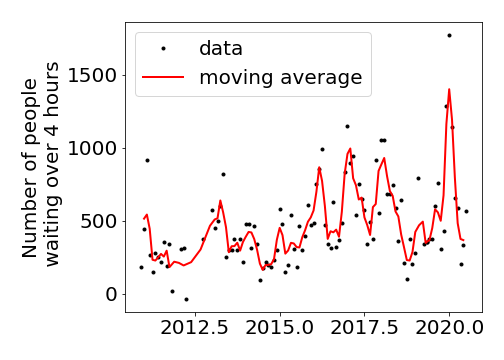 data
moving average
Number of people
waiting over 4 hours
1500
1000
500
0
2012.5 2015.0 2017.5 2020.0